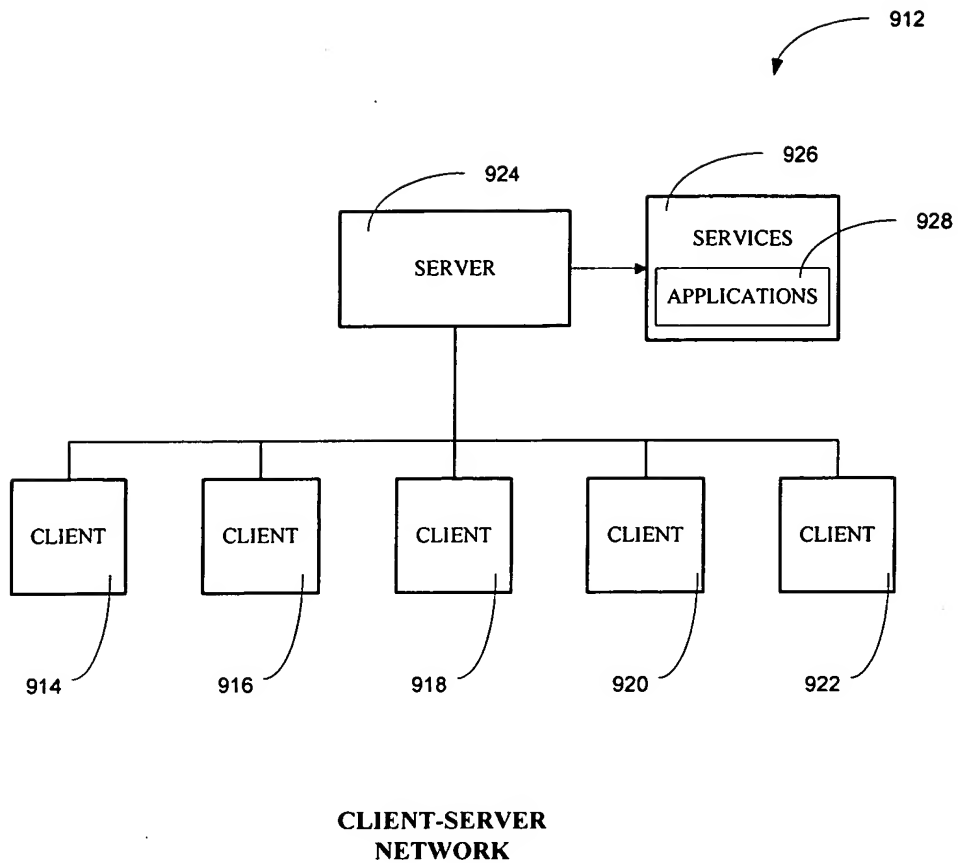 912
924
926
928
SERVER
SERVICES
APPLICATIONS
CLIENT
CLIENT
CLIENT
CLIENT
CLIENT
914
916
918
920
922
CLIENT-SERVER
NETWORK